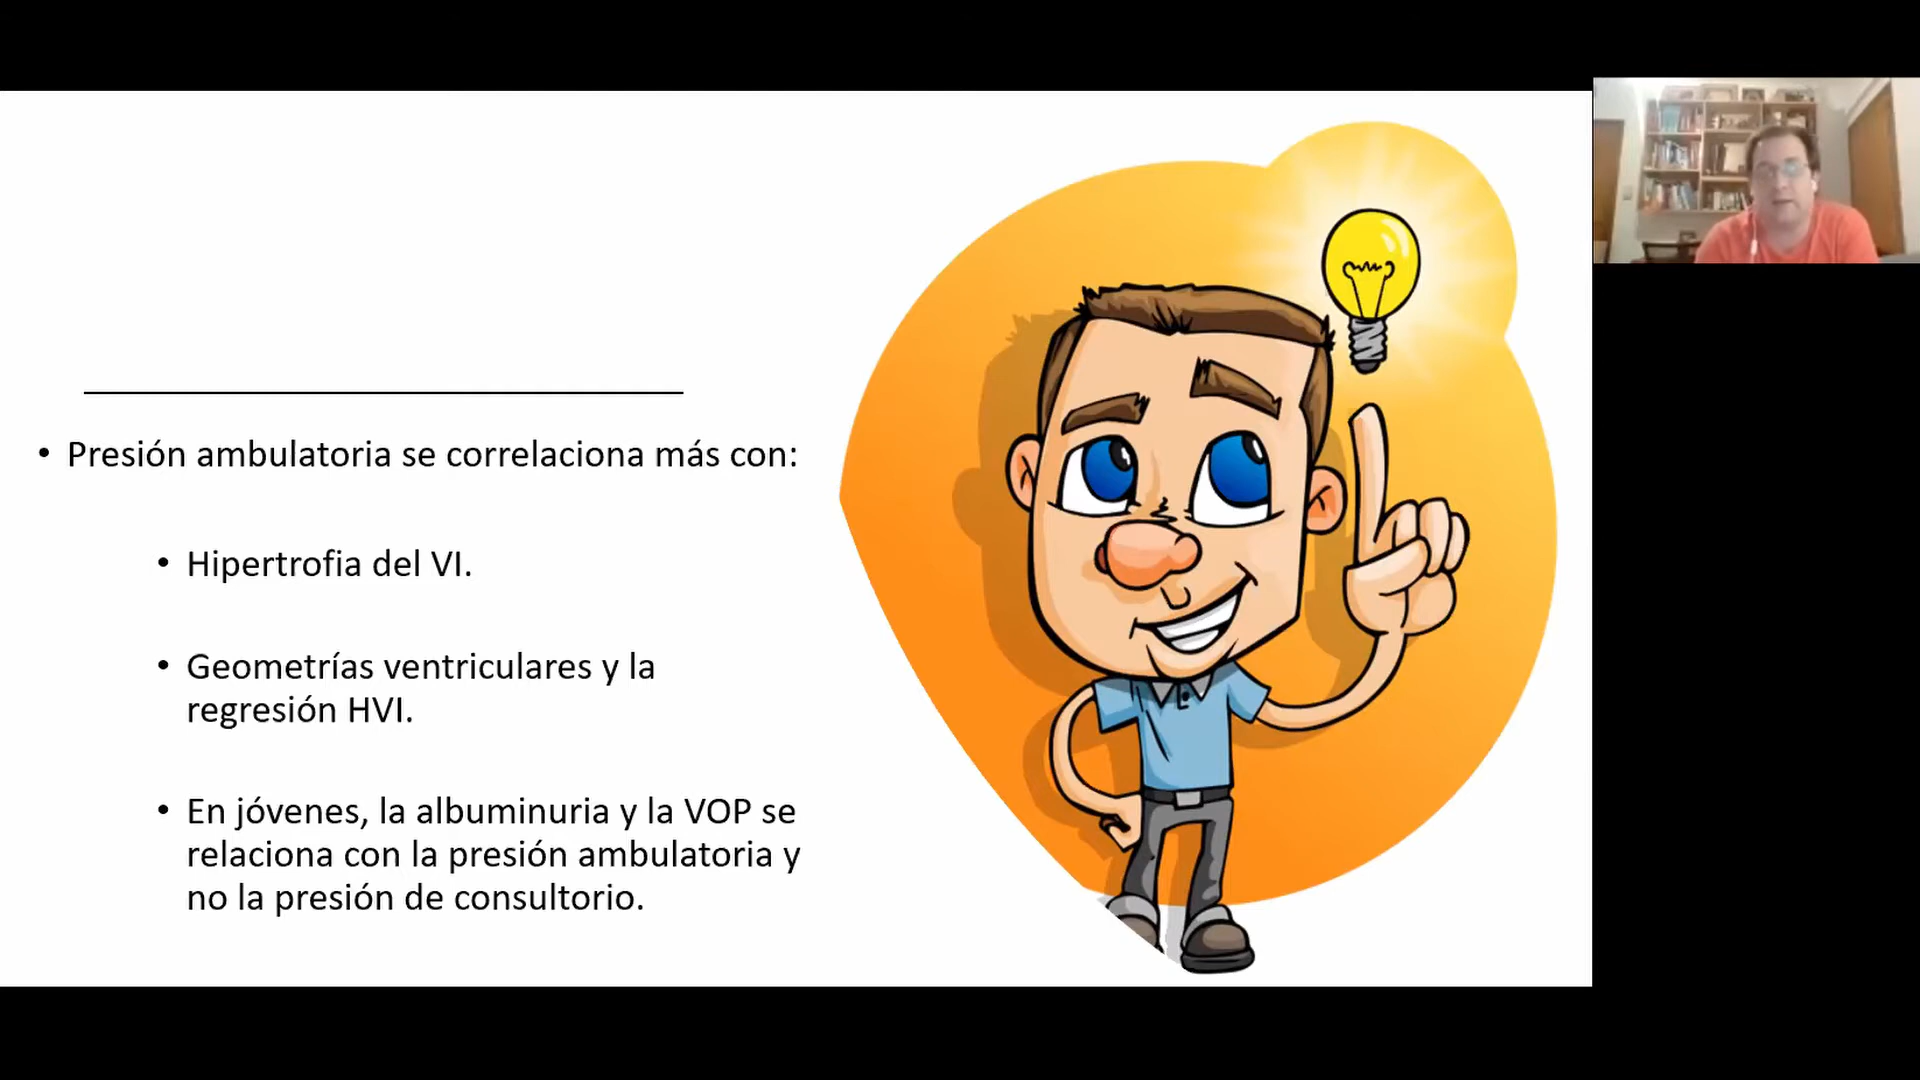 • Presión ambulatoria se correlaciona más con:
• Hipertrofia del VI.
• Geometrías ventriculares y la
regresión HVI.
• En jóvenes, la albuminuria y la VOP se
relaciona con la presión ambulatoria y
no la presión de consultorio.